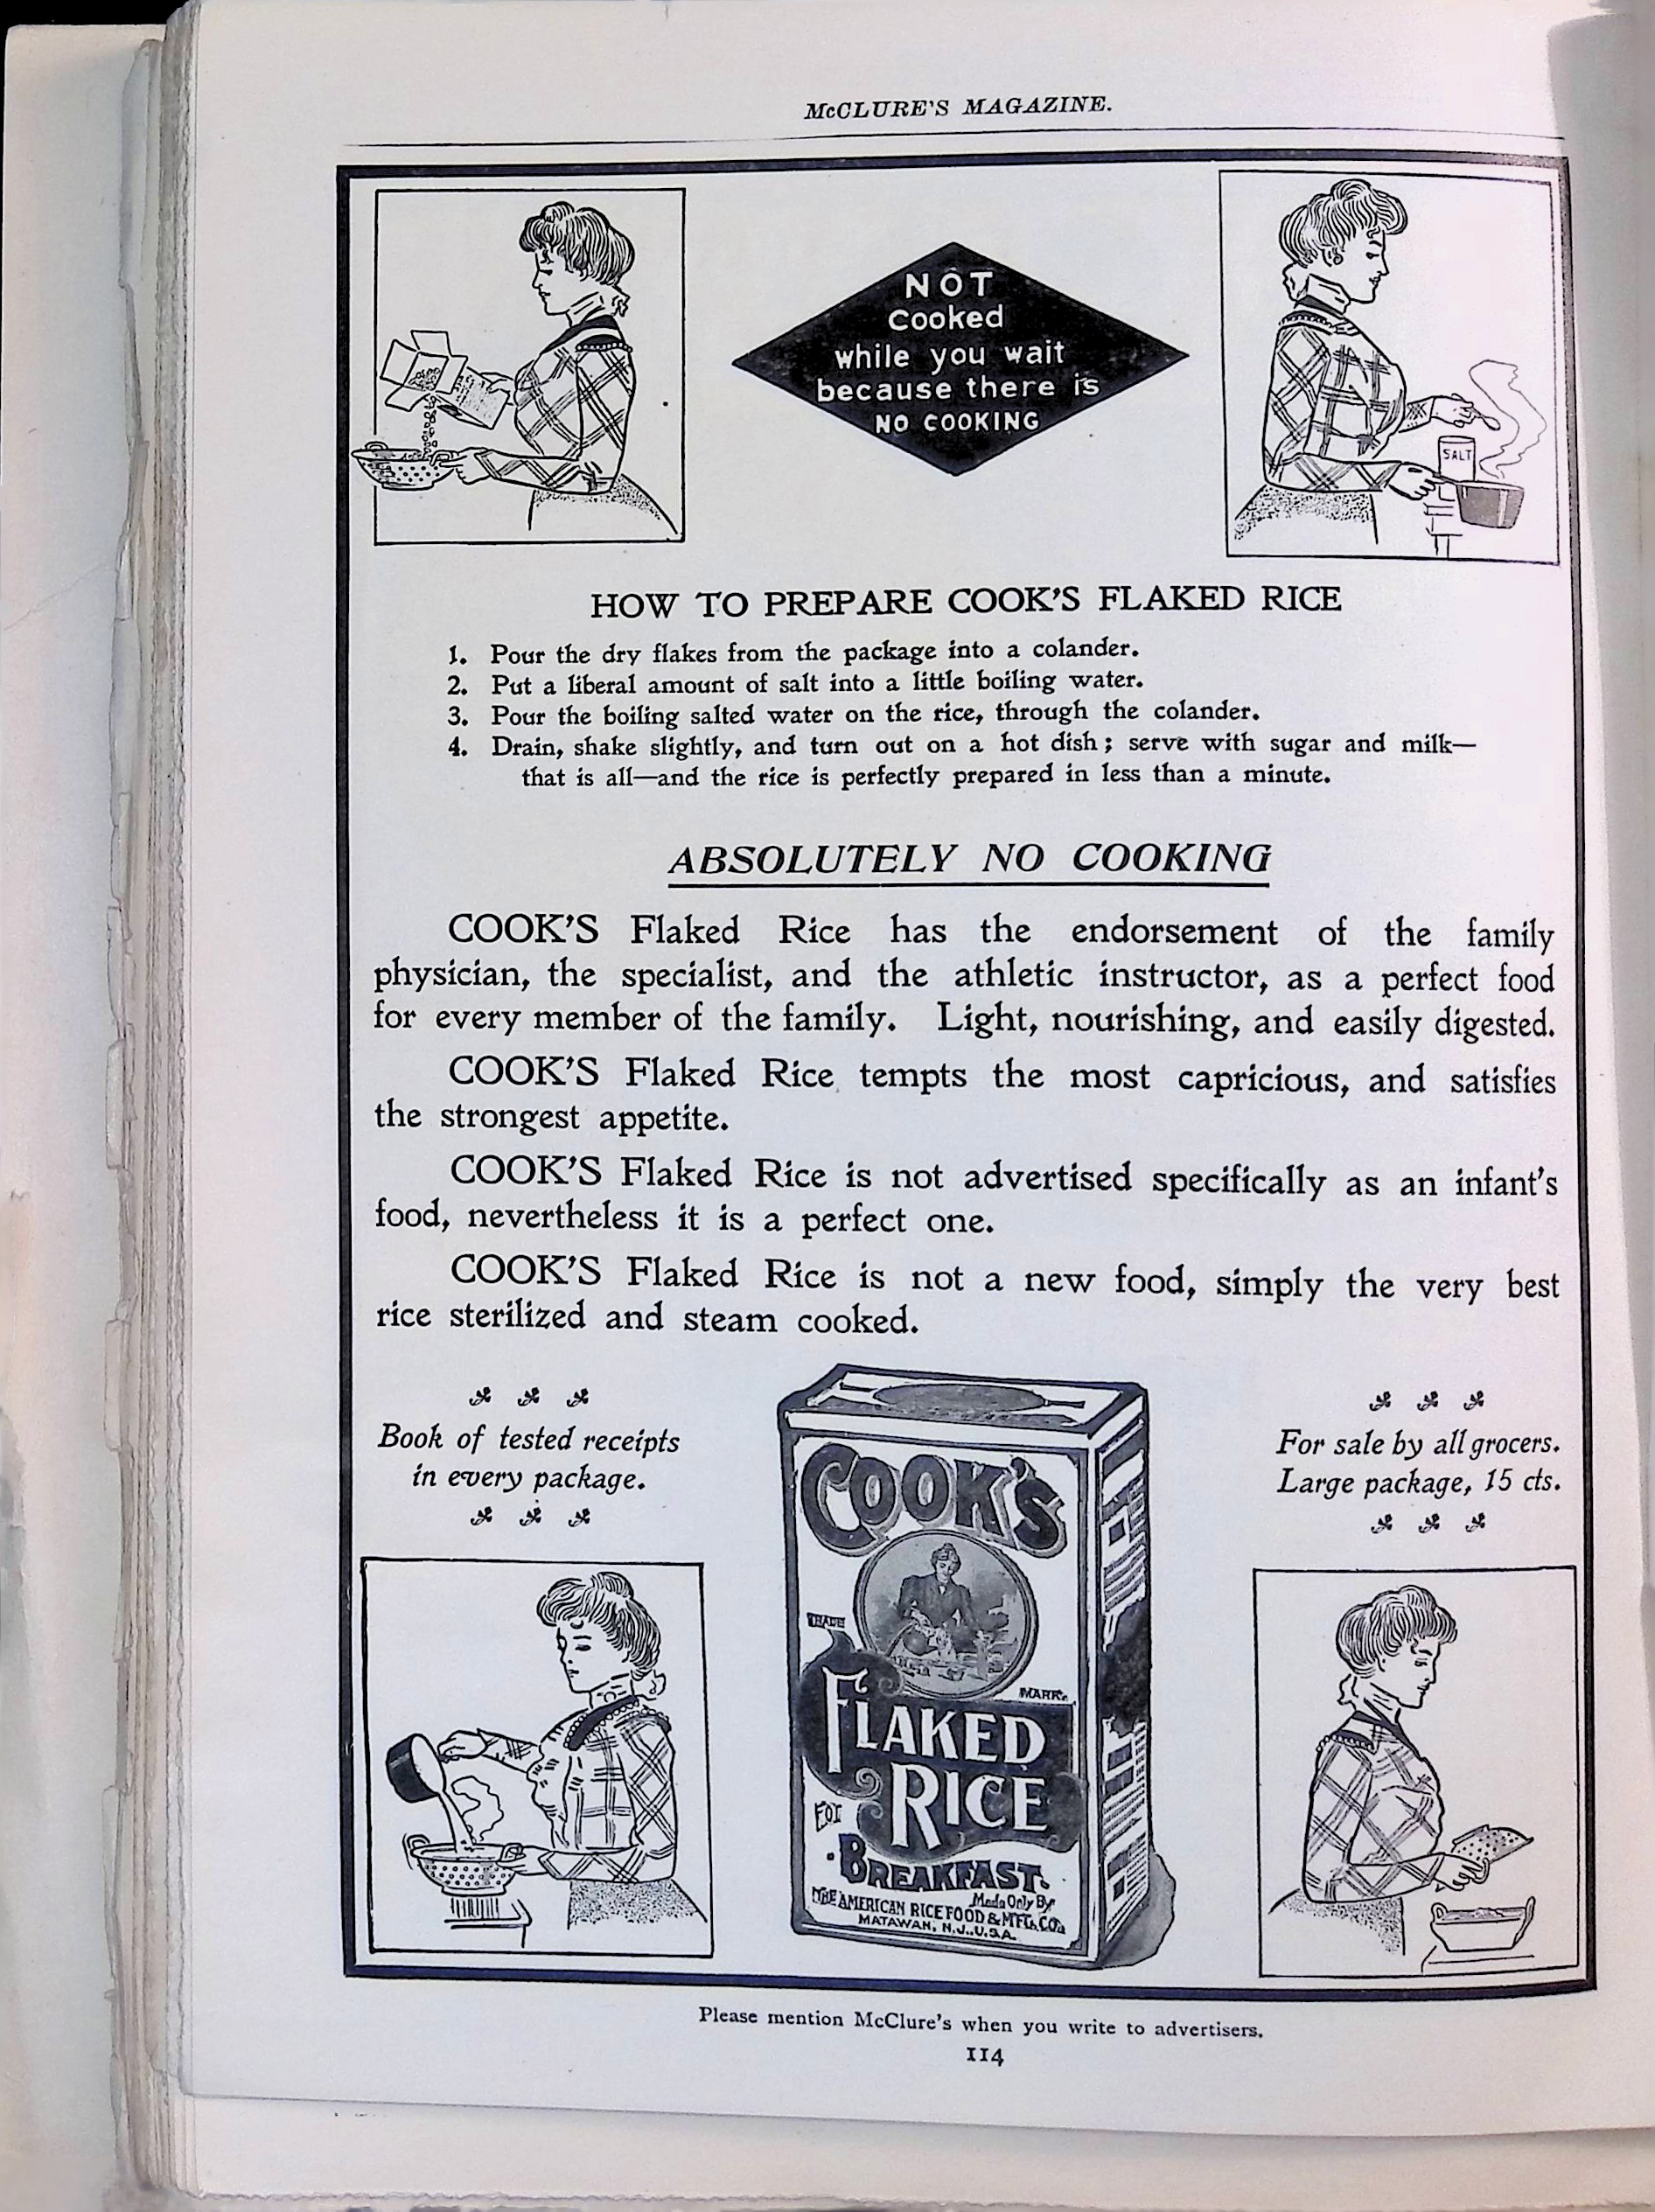 McCLURE'S MAGAZINE.
NOT
Cooked
while you wait
because there is
NO COOKING
SALT
HOW TO PREPARE COOK'S FLAKED RICE
1. Pour the dry flakes from the package into a colander.
2. Put a liberal amount of salt into a little boiling water.
3. Pour the boiling salted water on the rice, through the colander.
4. Drain, shake slightly, and turn out on a hot dish; serve with sugar and milk—
that is all—and the rice is perfectly prepared in less than a minute.
ABSOLUTELY NO COOKING
COOK'S Flaked Rice has the endorsement of the family
physician, the specialist, and the athletic instructor, as a perfect food
for every member of the family. Light, nourishing, and easily digested.
COOK'S Flaked Rice tempts the most capricious, and satisfies
the strongest appetite.
COOK'S Flaked Rice is not advertised specifically as an infant's
food, nevertheless it is a perfect one.
COOK'S Flaked Rice is not a new food, simply the very best
rice sterilized and steam cooked.
Book of tested receipts
in every package.
For sale by all grocers.
Large package, 15 cts.
COOK'S
TRADE
MARK.
FLAKED
RICE
FOR
BREAKFAST.
Made Only By
THE AMERICAN RICE FOOD & MFG. CO.
MATAWAN, N.J., U.S.A.
Please mention McClure's when you write to advertisers.
114